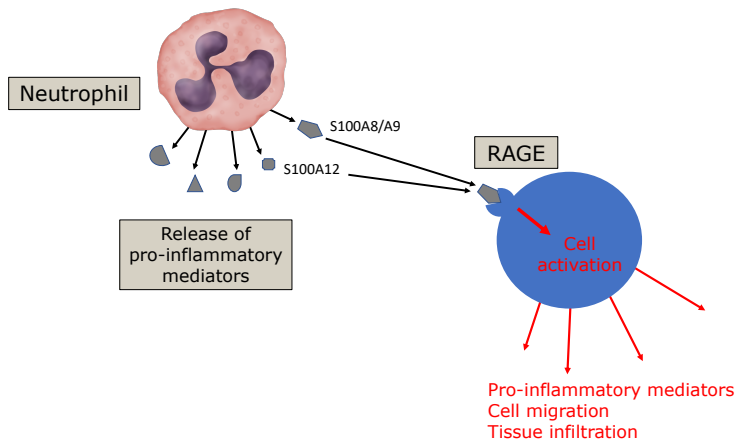 Neutrophil
S100A8/A9
S100A12
RAGE
Release of
pro-inflammatory
mediators
Cell
activation
Pro-inflammatory mediators
Cell migration
Tissue infiltration